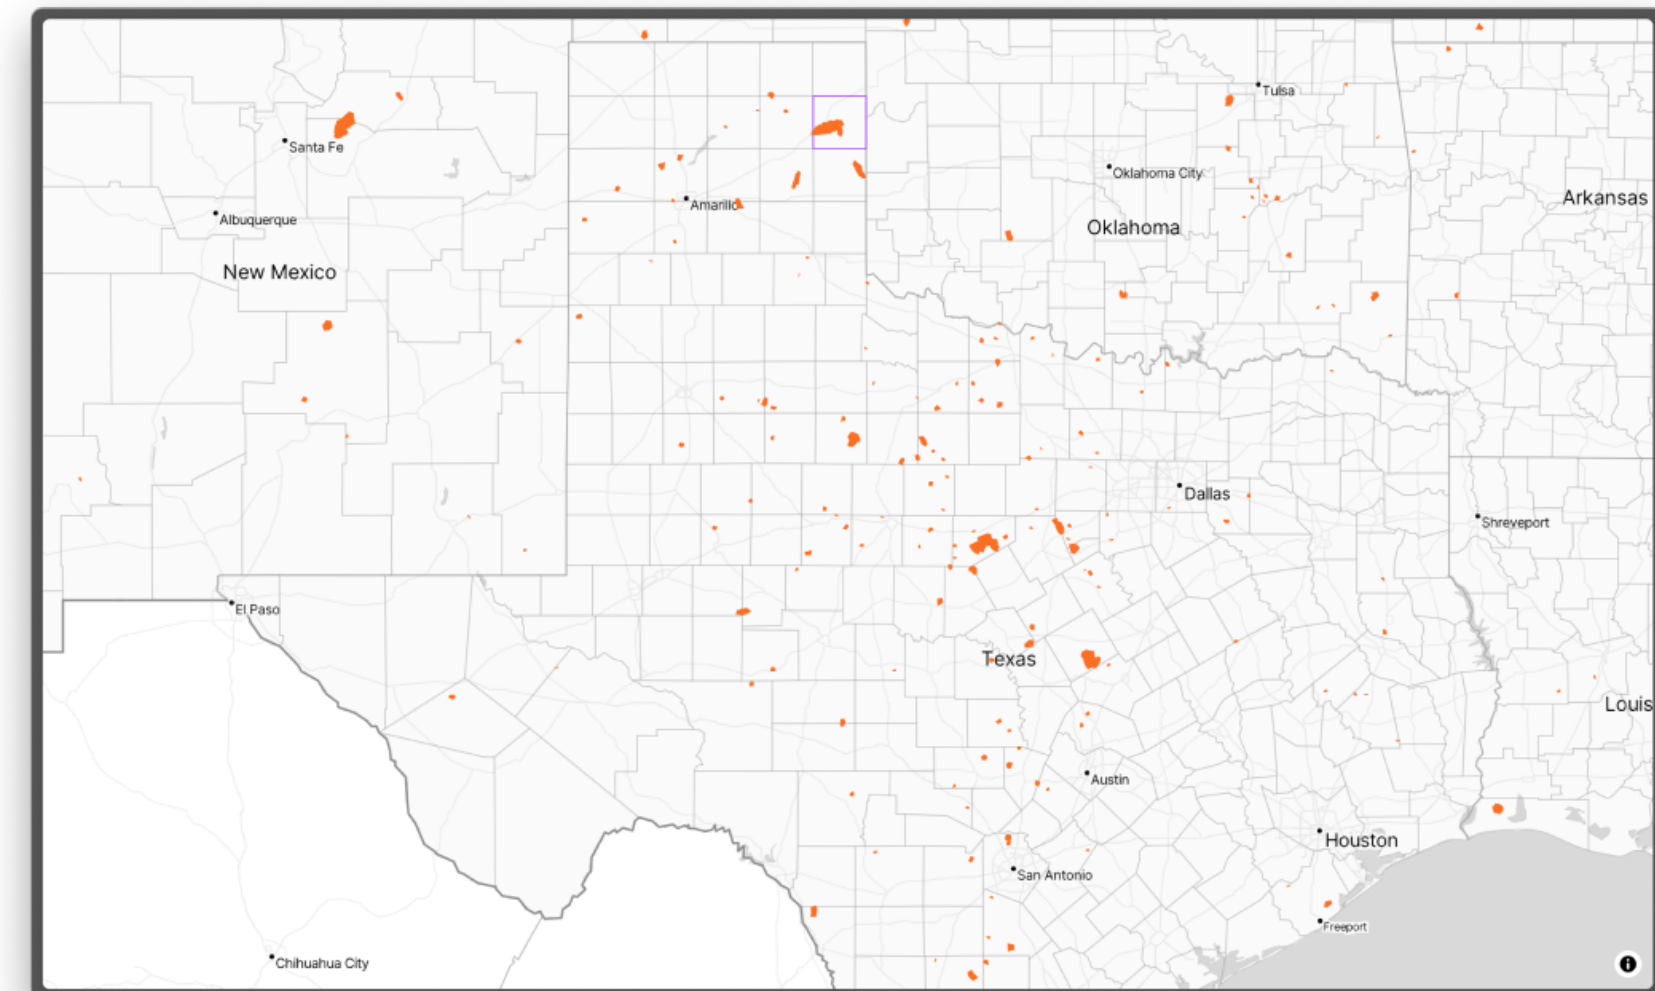 Tulsa
Santa Fe
Oklahoma City
Arkansas
Amarillo
Albuquerque
Oklahoma
New Mexico
Dallas
Shreveport
El Paso
Texas
Louis
Austin
Houston
San Antonio
Freeport
Chihuahua City
i